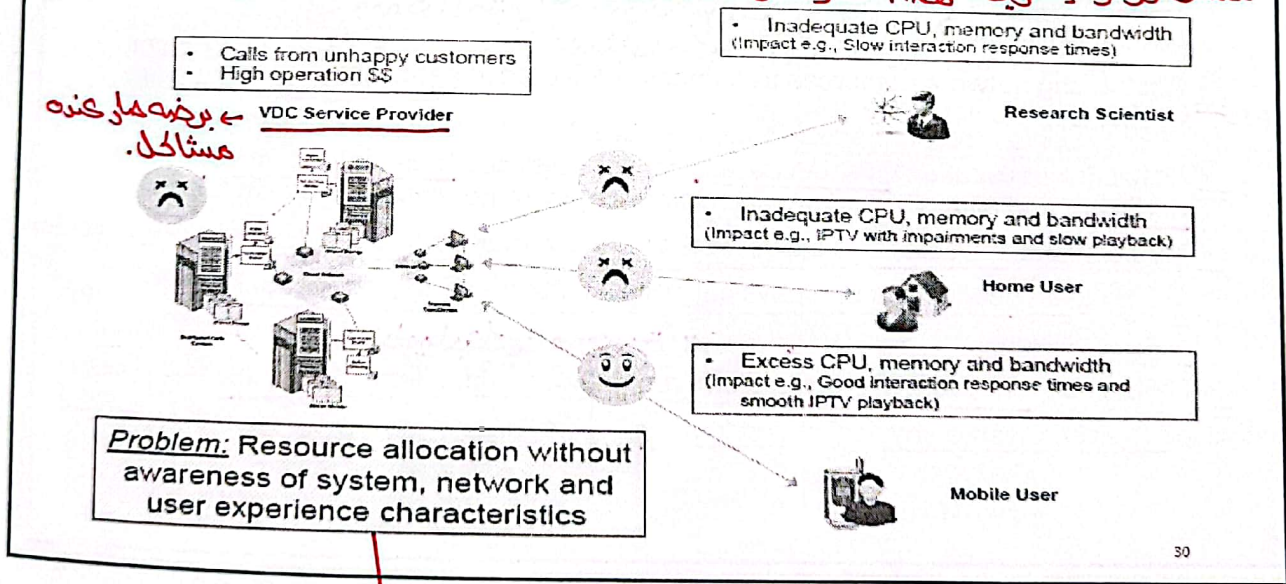 • Inadequate CPU, memory and bandwidth
(Impact e.g., Slow interaction response times)
• Calls from unhappy customers
• High operation $$
VDC Service Provider
← برضه هار عنده
مشاكل.
Research Scientist
• Inadequate CPU, memory and bandwidth
(Impact e.g., IPTV with impairments and slow playback)
Home User
• Excess CPU, memory and bandwidth
(Impact e.g., Good interaction response times and
smooth IPTV playback)
Problem: Resource allocation without
awareness of system, network and
user experience characteristics
Mobile User
30